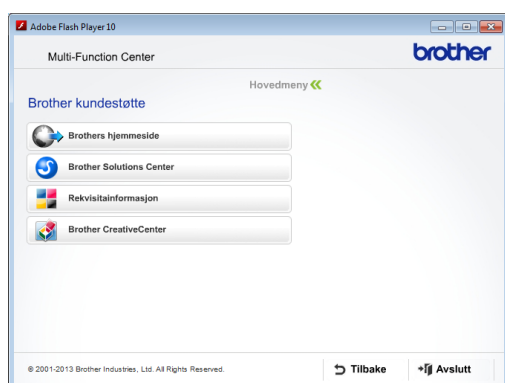 Adobe Flash Player 10
Multi-Function Center
brother
Hovedmeny
Brother kundestøtte
Brothers hjemmeside
Brother Solutions Center
Rekvisitainformasjon
Brother CreativeCenter
© 2001-2013 Brother Industries, Ltd. All Rights Reserved.
Tilbake
Avslutt